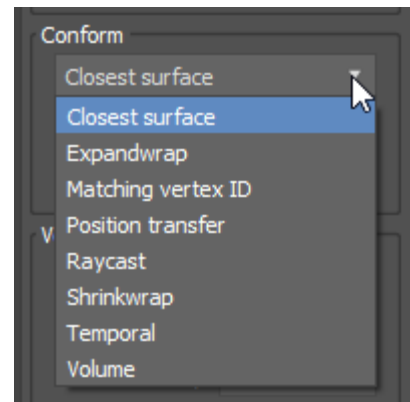 Conform
Closest surface
Closest surface
Expandwrap
Matching vertex ID
Position transfer
Raycast
Shrinkwrap
Temporal
Volume